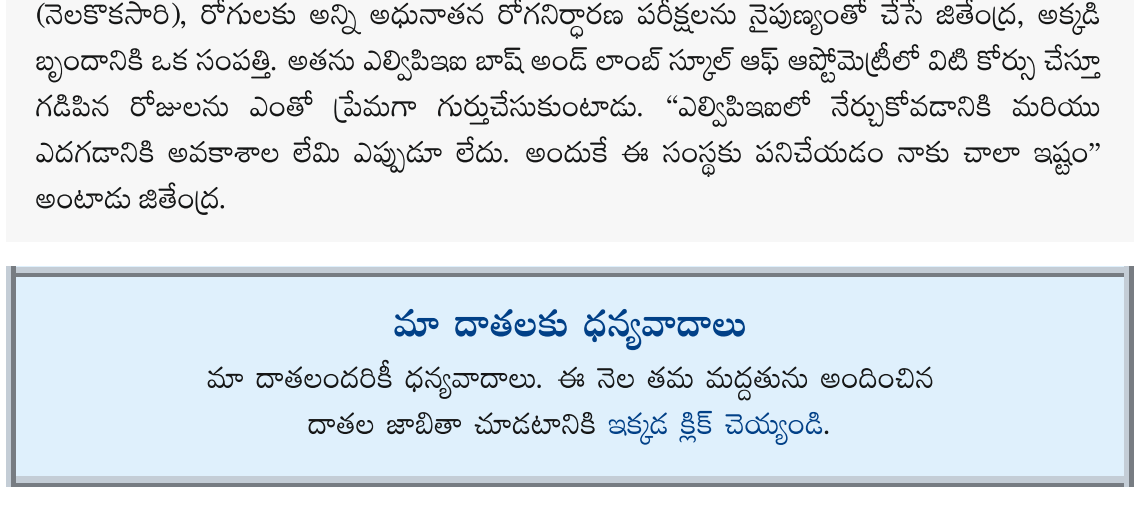 (నెలకొకసారి), రోగులకు అన్ని అధునాతన రోగనిర్ధారణ పరీక్షలను నైపుణ్యంతో చేసే జితేంద్ర, అక్కడి
బృందానికి ఒక సంపత్తి. అతను ఎల్విపిఇఐ బాష్ అండ్ లాంబ్ స్కూల్ ఆఫ్ ఆప్టోమెట్రీలో విటి కోర్సు చేస్తూ
గడిపిన రోజులను ఎంతో ప్రేమగా గుర్తుచేసుకుంటాడు. “ఎల్విపిఇఐలో నేర్చుకోవడానికి మరియు
ఎదగడానికి అవకాశాల లేమి ఎప్పుడూ లేదు. అందుకే ఈ సంస్థకు పనిచేయడం నాకు చాలా ఇష్టం”
అంటాడు జితేంద్ర.
మా దాతలకు ధన్యవాదాలు
మా దాతలందరికీ ధన్యవాదాలు. ఈ నెల తమ మద్దతును అందించిన
దాతల జాబితా చూడటానికి ఇక్కడ క్లిక్ చెయ్యండి.